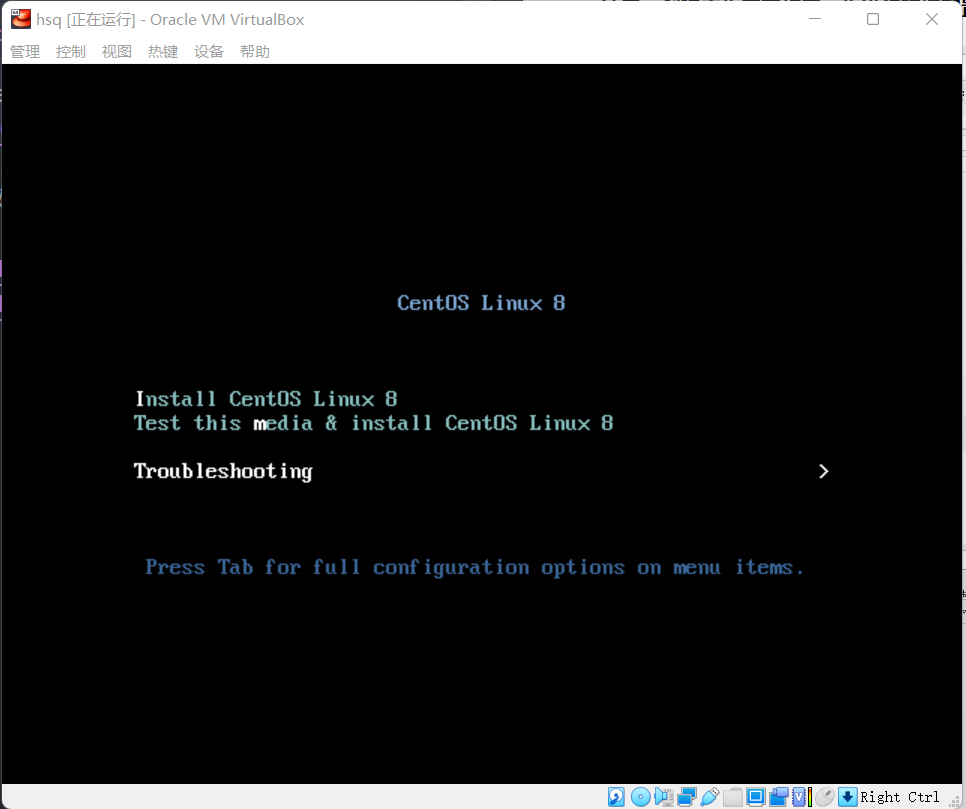 hsq [正在运行] - Oracle VM VirtualBox
管理 控制 视图 热键 设备 帮助
CentOS Linux 8
Install CentOS Linux 8
Test this media & install CentOS Linux 8
Troubleshooting >
Press Tab for full configuration options on menu items.
Right Ctrl